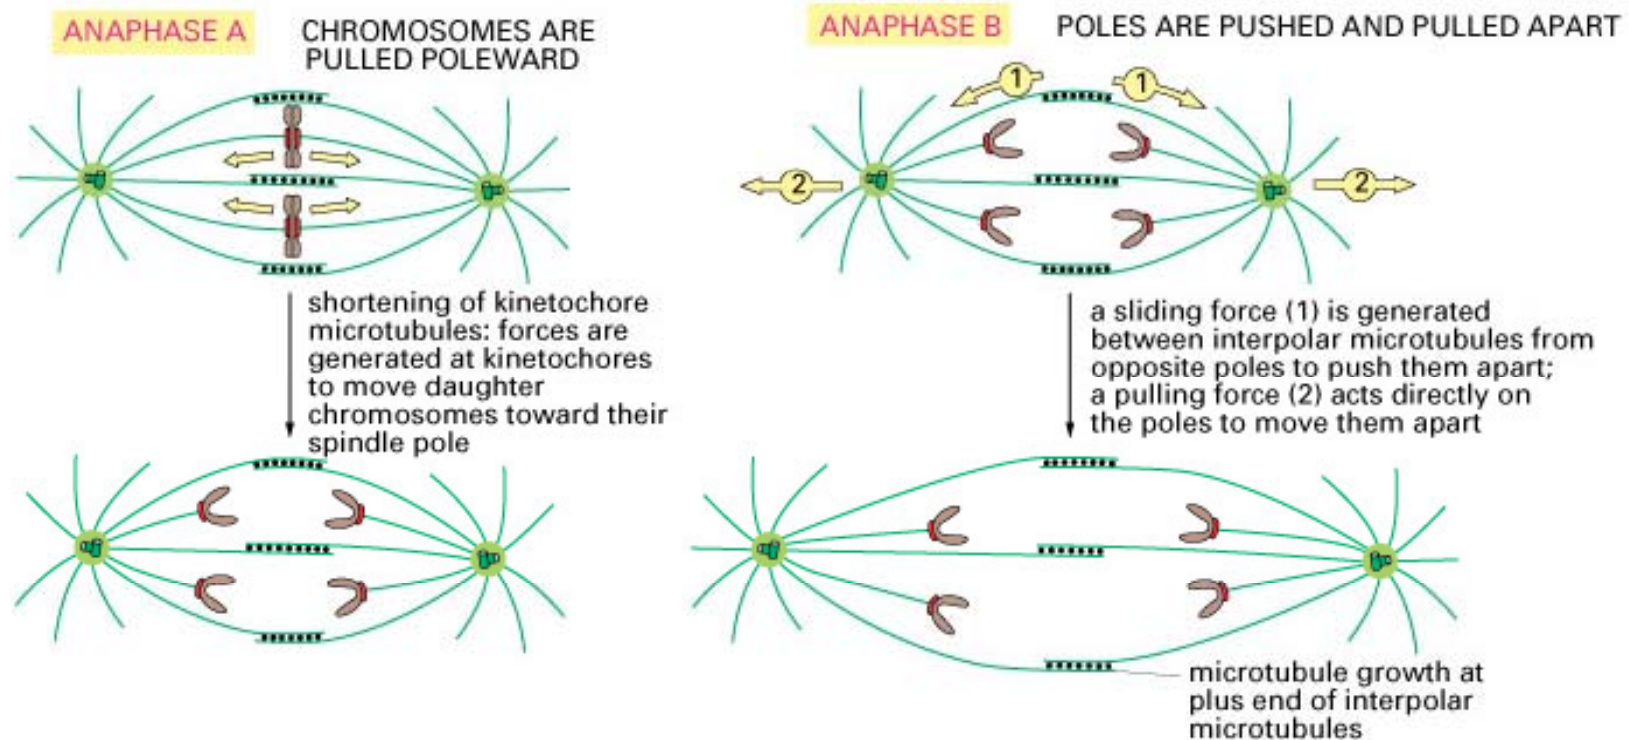 ANAPHASE A
CHROMOSOMES ARE
PULLED POLEWARD
shortening of kinetochore
microtubules: forces are
generated at kinetochores
to move daughter
chromosomes toward their
spindle pole
ANAPHASE B
POLES ARE PUSHED AND PULLED APART
1
1
2
2
a sliding force (1) is generated
between interpolar microtubules from
opposite poles to push them apart;
a pulling force (2) acts directly on
the poles to move them apart
microtubule growth at
plus end of interpolar
microtubules